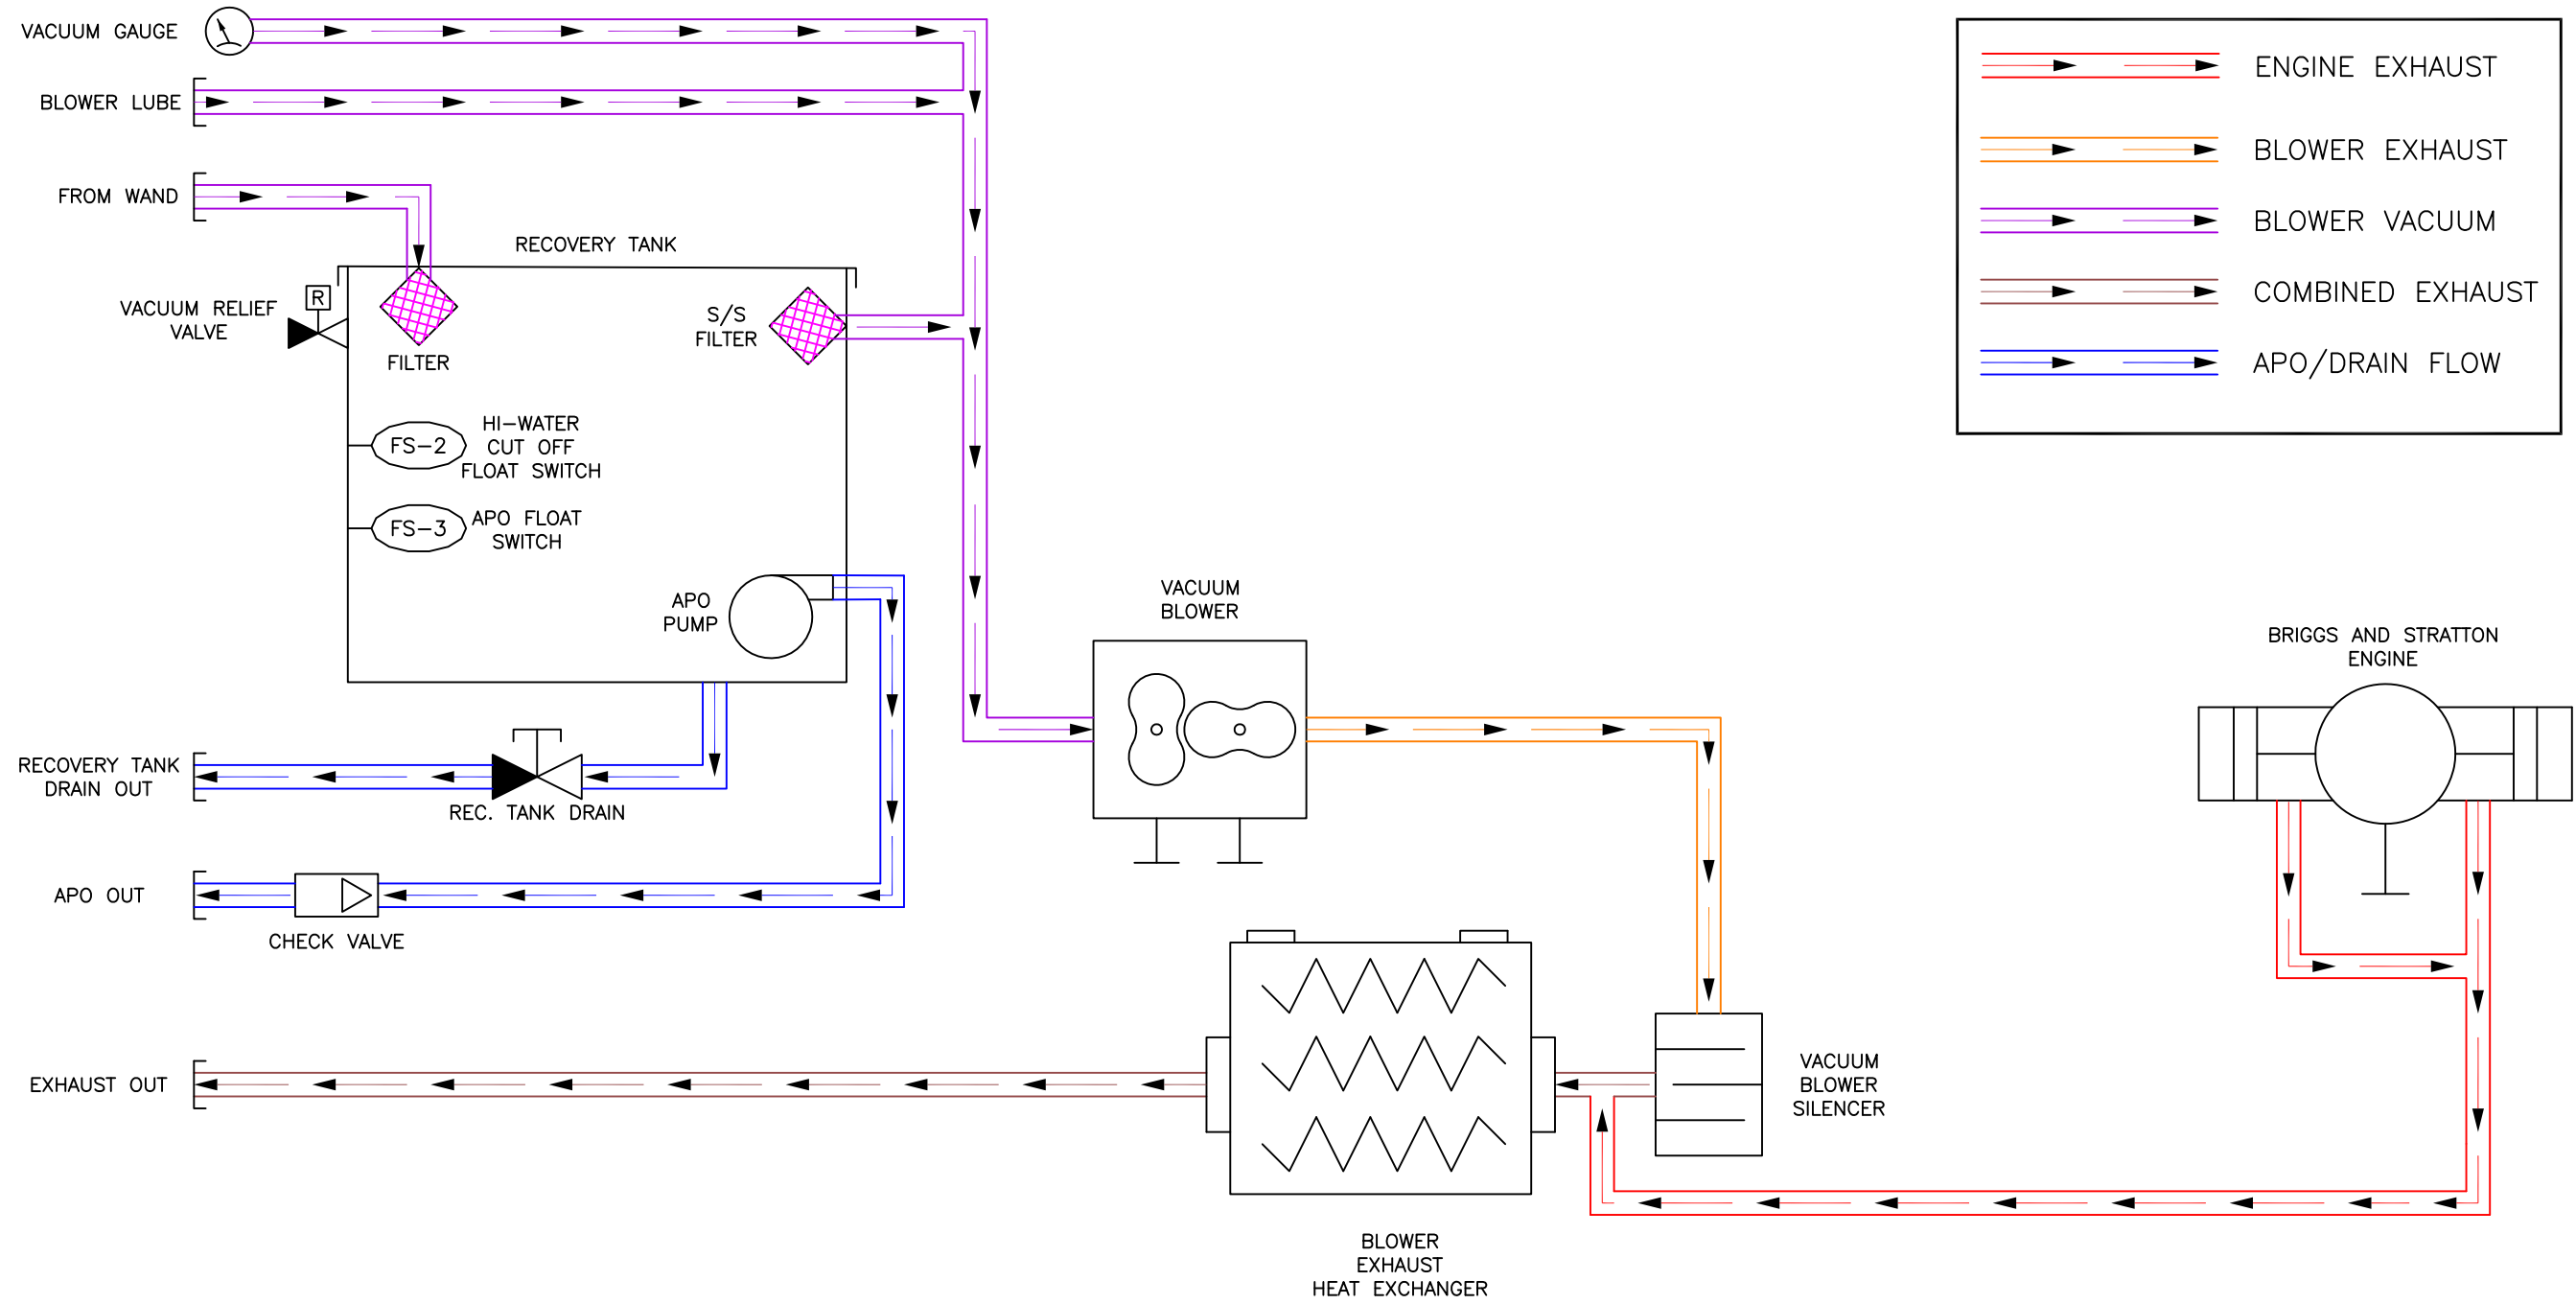 VACUUM GAUGE
BLOWER LUBE
FROM WAND
RECOVERY TANK
R
VACUUM RELIEF
VALVE
FILTER
S/S
FILTER
FS-2
HI-WATER
CUT OFF
FLOAT SWITCH
FS-3
APO FLOAT
SWITCH
APO
PUMP
RECOVERY TANK
DRAIN OUT
REC. TANK DRAIN
APO OUT
CHECK VALVE
EXHAUST OUT
VACUUM
BLOWER
BLOWER
EXHAUST
HEAT EXCHANGER
VACUUM
BLOWER
SILENCER
BRIGGS AND STRATTON
ENGINE
ENGINE EXHAUST
BLOWER EXHAUST
BLOWER VACUUM
COMBINED EXHAUST
APO/DRAIN FLOW